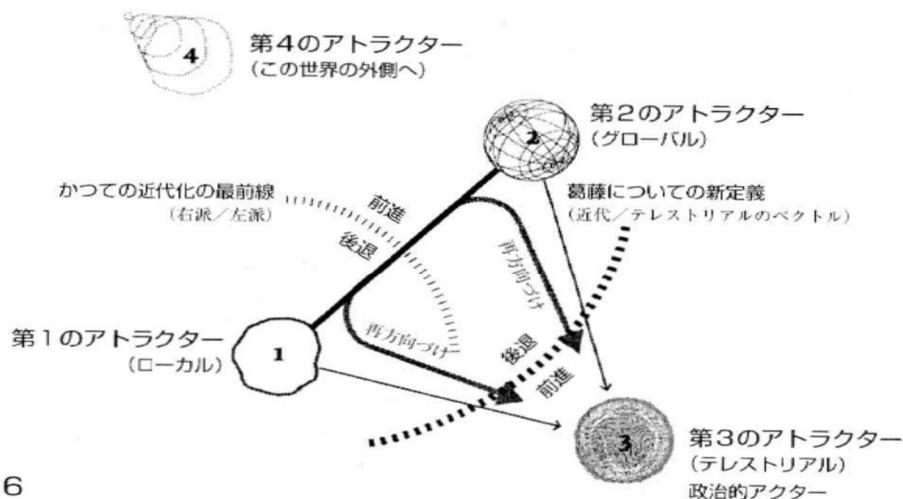 4
第4のアトラクター
(この世界の外側へ)
2
第2のアトラクター
(グローバル)
かつての近代化の最前線
(右派／左派)
前進
後退
葛藤についての新定義
(近代／テレストリアルのベクトル)
再方向づけ
第1のアトラクター
(ローカル)
1
再方向づけ
後退
前進
3
第3のアトラクター
(テレストリアル)
政治的アクター
6